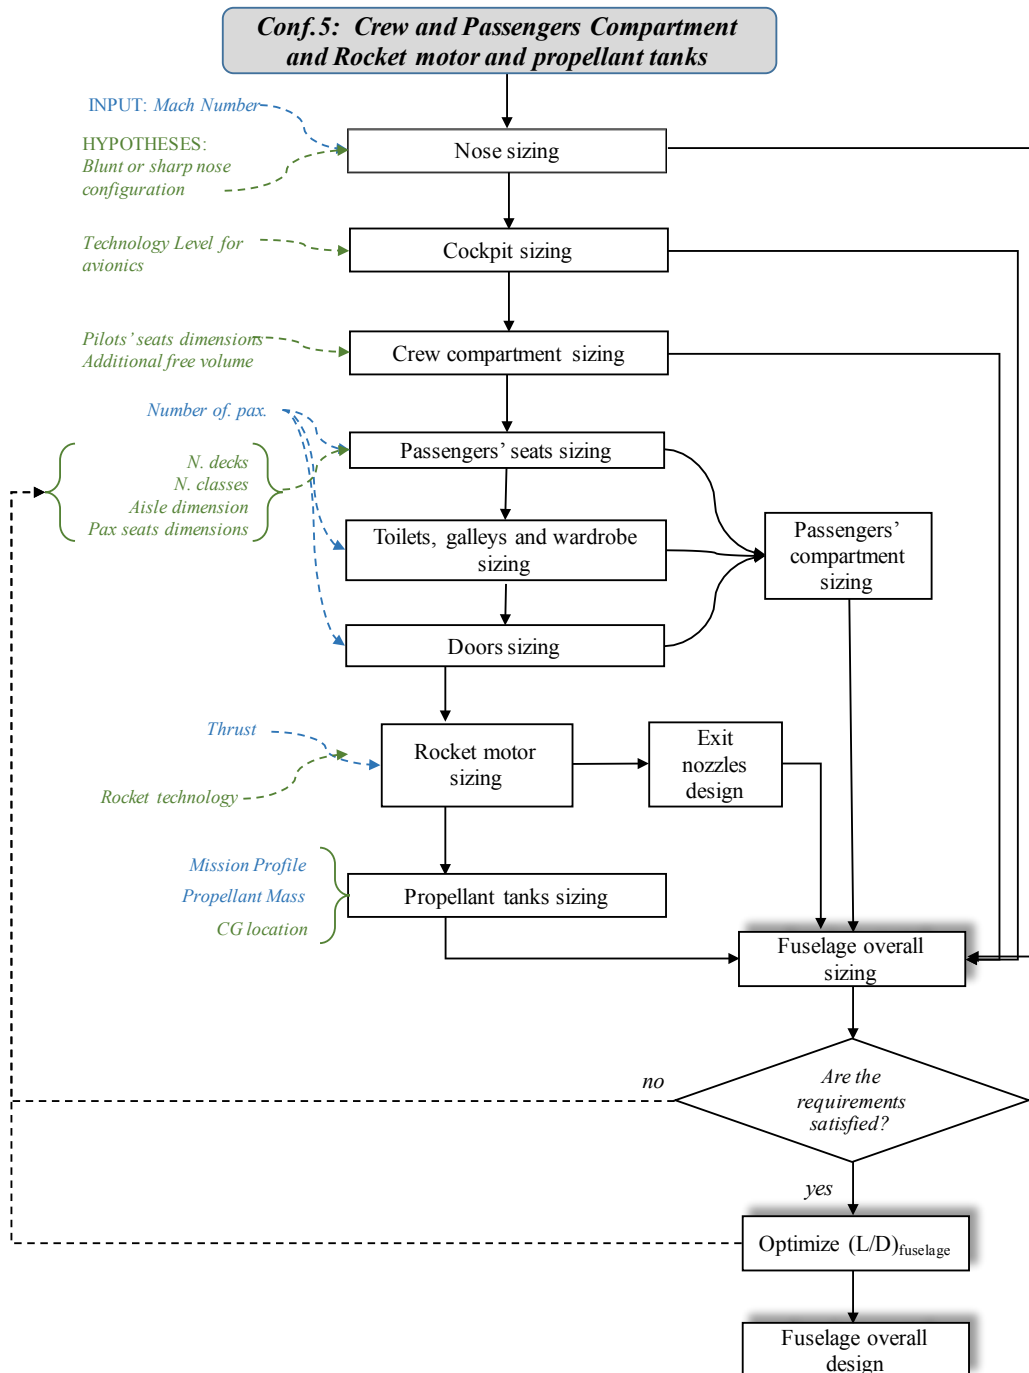 Conf.5: Crew and Passengers Compartment
and Rocket motor and propellant tanks
INPUT: Mach Number
HYPOTHESES:
Blunt or sharp nose
configuration
Nose sizing
Technology Level for
avionics
Cockpit sizing
Pilots' seats dimensions
Additional free volume
Crew compartment sizing
Number of. pax.
N. decks
N. classes
Aisle dimension
Pax seats dimensions
Passengers' seats sizing
Toilets, galleys and wardrobe
sizing
Passengers'
compartment
sizing
Doors sizing
Thrust
Rocket technology
Rocket motor
sizing
Exit
nozzles
design
Mission Profile
Propellant Mass
CG location
Propellant tanks sizing
Fuselage overall
sizing
no
Are the
requirements
satisfied?
yes
Optimize (L/D)fuselage
Fuselage overall
design